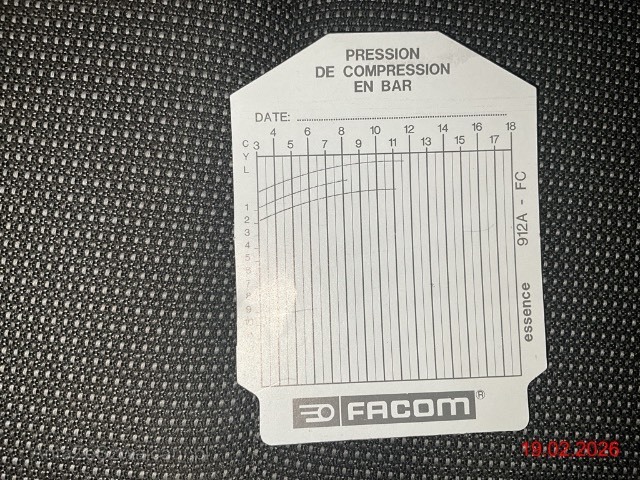 PRESSION
DE COMPRESSION
EN BAR
DATE:
4 6 8 10 12 14 16 18
C 3 5 7 9 11 13 15 17
Y
L
1
2
3
4
5
6
7
8
9
912A - FC
essence
FACOM®
19.02.2026